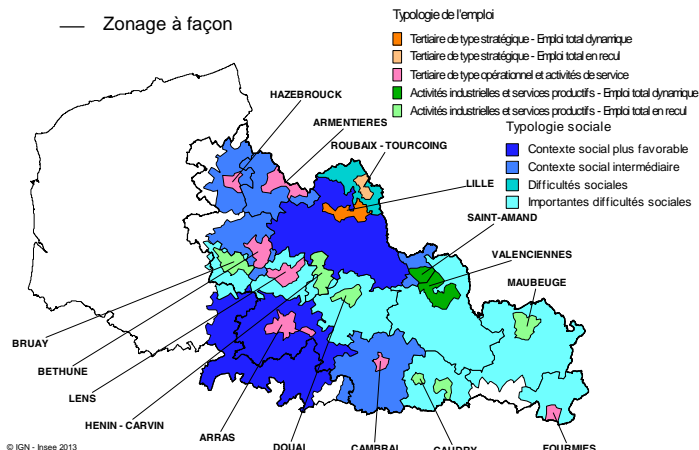 Zonage à façon
Typologie de l'emploi
Tertiaire de type stratégique - Emploi total dynamique
Tertiaire de type stratégique - Emploi total en recul
Tertiaire de type opérationnel et activités de service
Activités industrielles et services productifs - Emploi total dynamique
Activités industrielles et services productifs - Emploi total en recul
Typologie sociale
Contexte social plus favorable
Contexte social intermédiaire
Difficultés sociales
Importantes difficultés sociales
HAZEBROUCK
ARMENTIERES
ROUBAIX - TOURCOING
LILLE
SAINT-AMAND
VALENCIENNES
MAUBEUGE
BRUAY
BETHUNE
LENS
HENIN - CARVIN
ARRAS
DOUAI
CAMBRAI
CAUDRY
FOURMIES
© IGN - Insee 2013